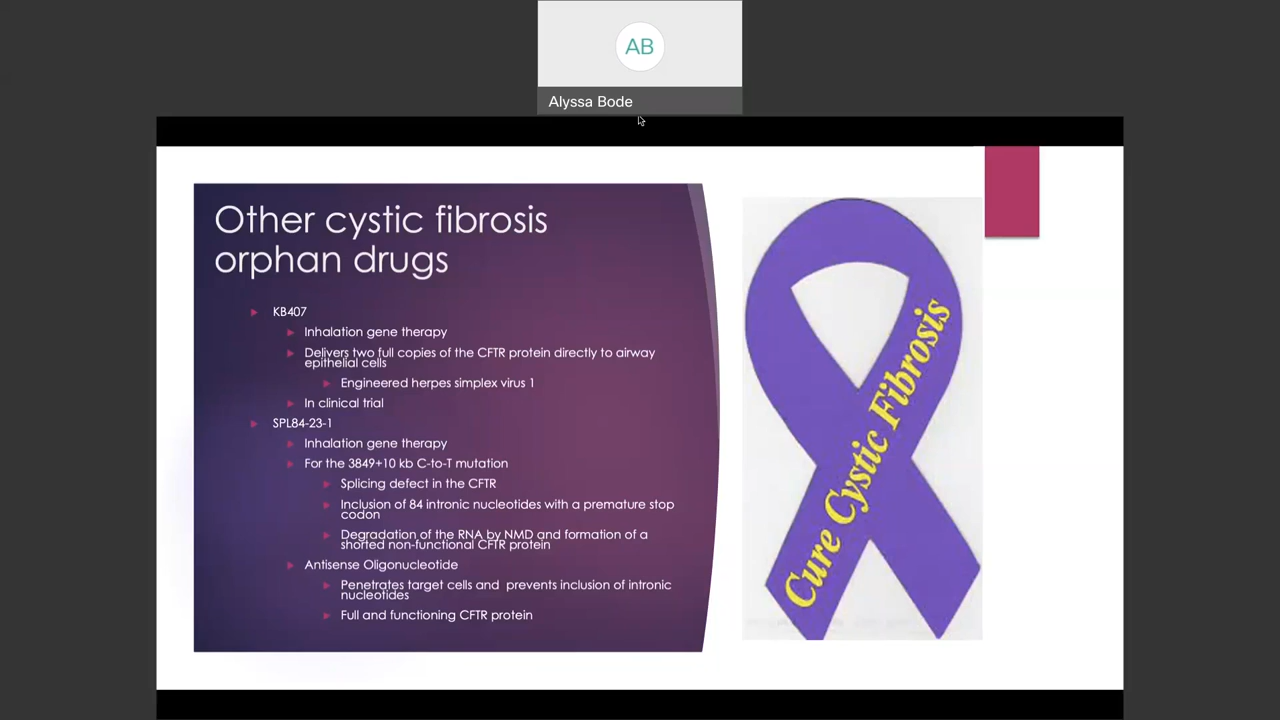 AB
Alyssa Bode
Other cystic fibrosis
orphan drugs
KB407
Inhalation gene therapy
Delivers two full copies of the CFTR protein directly to airway
epithelial cells
Engineered herpes simplex virus 1
In clinical trial
SPL84-23-1
Inhalation gene therapy
For the 3849+10 kb C-to-T mutation
Splicing defect in the CFTR
Inclusion of 84 intronic nucleotides with a premature stop
codon
Degradation of the RNA by NMD and formation of a
shorted non-functional CFTR protein
Antisense Oligonucleotide
Penetrates target cells and  prevents inclusion of intronic
nucleotides
Full and functioning CFTR protein
Cure Cystic Fibrosis